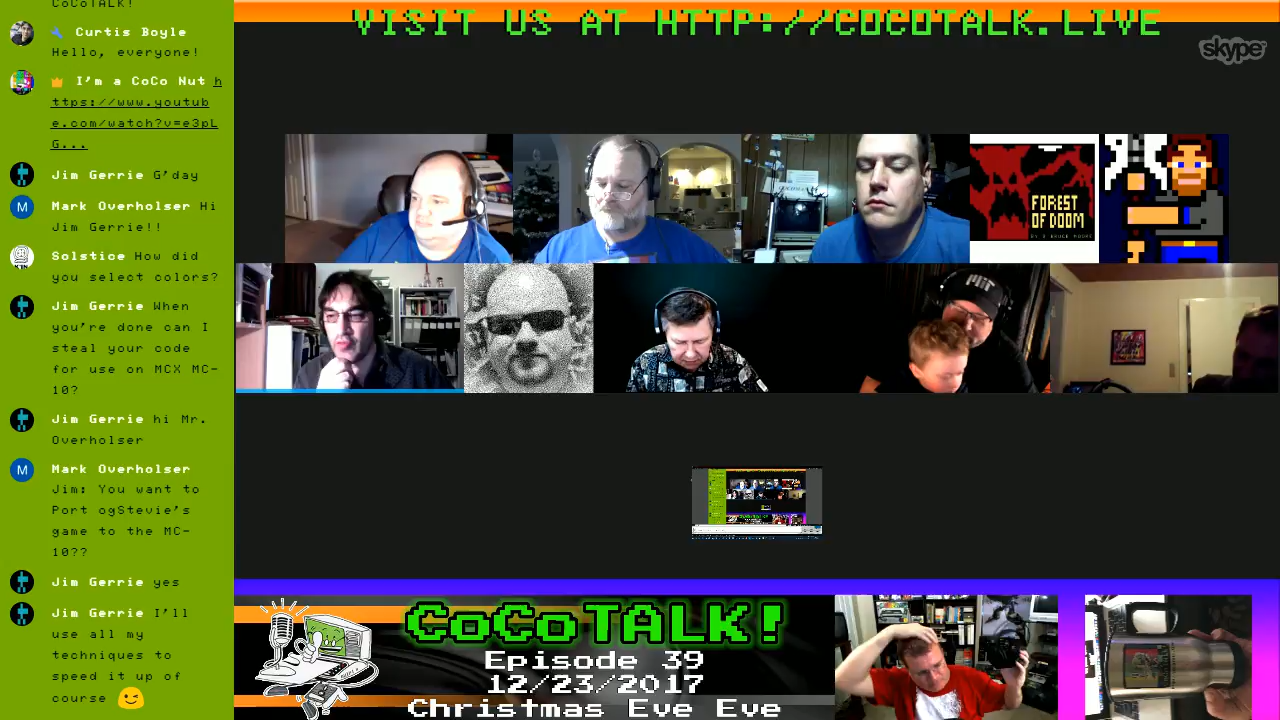 CoCoTALK!
Curtis Boyle
Hello, everyone!
I'm a CoCo Nut h
ttps://www.youtub
e.com/watch?v=e3pL
G...
Jim Gerrie G'day
Mark Overholser Hi
Jim Gerrie!!
Solstice How did
you select colors?
Jim Gerrie When
you're done can I
steal your code
for use on MCX MC-
10?
Jim Gerrie hi Mr.
Overholser
Mark Overholser
Jim: You want to
Port ogStevie's
game to the MC-
10??
Jim Gerrie yes
Jim Gerrie I'll
use all my
techniques to
speed it up of
course
VISIT US AT HTTP://COCOTALK.LIVE
skype
FOREST
OF DOOM
BY D BRUCE MOORE
MIT
CoCoTALK!
Episode 39
12/23/2017
Christmas Eve Eve
M
M